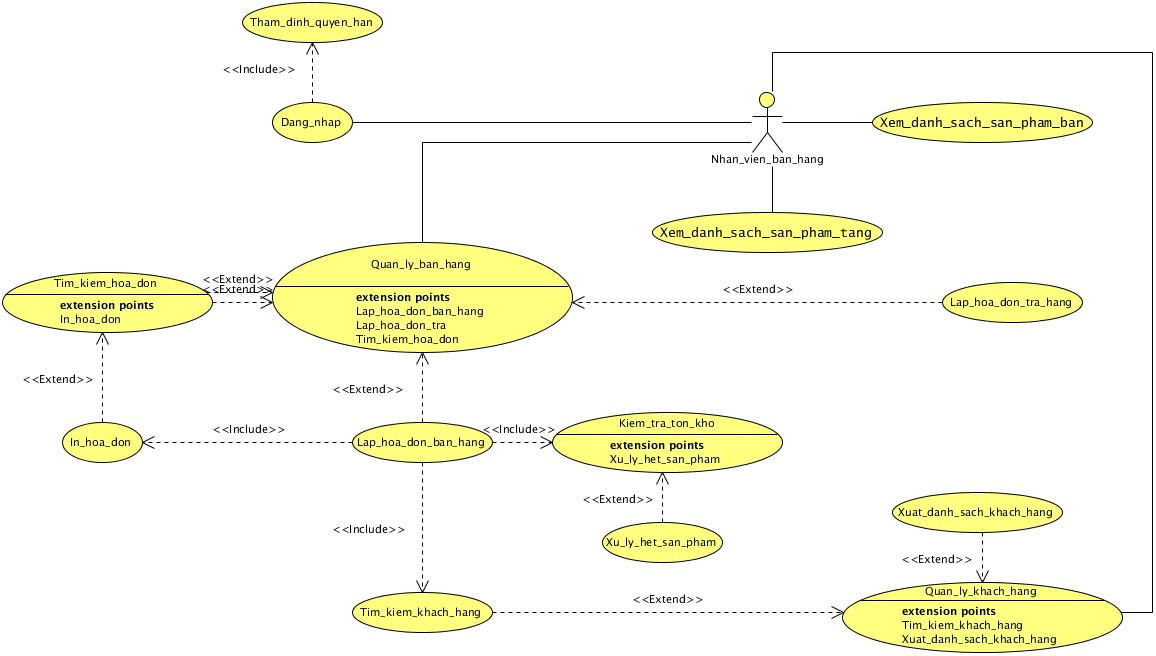 Tham_dinh_quyen_han
<<Include>>
Dang_nhap
Xem_danh_sach_san_pham_ban
Nhan_vien_ban_hang
Xem_danh_sach_san_pham_tang
Quan_ly_ban_hang
extension points
Lap_hoa_don_ban_hang
Lap_hoa_don_tra
Tim_kiem_hoa_don
Tim_kiem_hoa_don
extension points
In_hoa_don
<<Extend>>
<<Extend>>
<<Extend>>
Lap_hoa_don_tra_hang
<<Extend>>
<<Extend>>
In_hoa_don
<<Include>>
Lap_hoa_don_ban_hang
<<Include>>
Kiem_tra_ton_kho
extension points
Xu_ly_het_san_pham
<<Extend>>
Xu_ly_het_san_pham
<<Include>>
Xuat_danh_sach_khach_hang
<<Extend>>
Tim_kiem_khach_hang
<<Extend>>
Quan_ly_khach_hang
extension points
Tim_kiem_khach_hang
Xuat_danh_sach_khach_hang